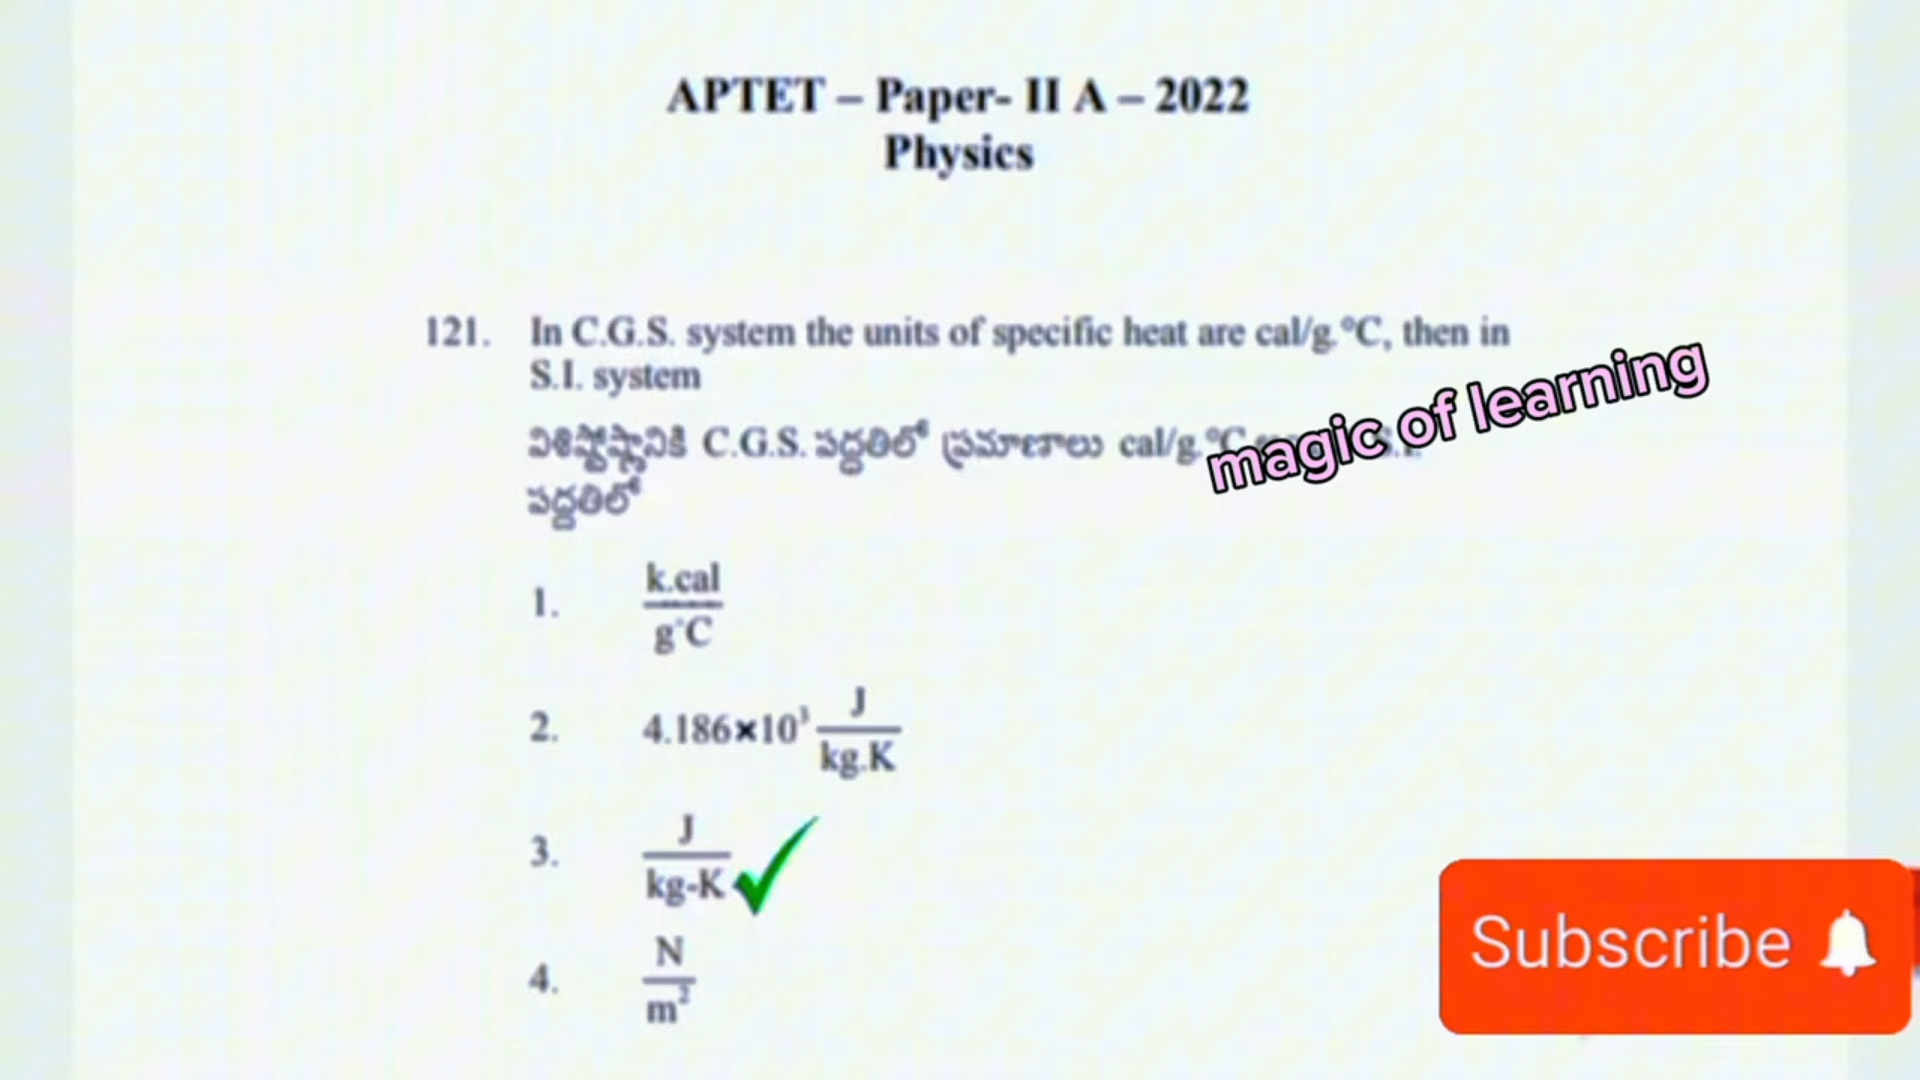 APTET – Paper- II A – 2022
Physics
121. In C.G.S. system the units of specific heat are cal/g.°C, then in
S.I. system
విశిష్టోష్ణానికి C.G.S. పద్ధతిలో ప్రమాణాలు cal/g.°C S.I.
పద్ధతిలో
magic of learning
1. k.cal
g°C
2. 4.186×10³ J
kg.K
3. J
kg-K
4. N
m²
Subscribe